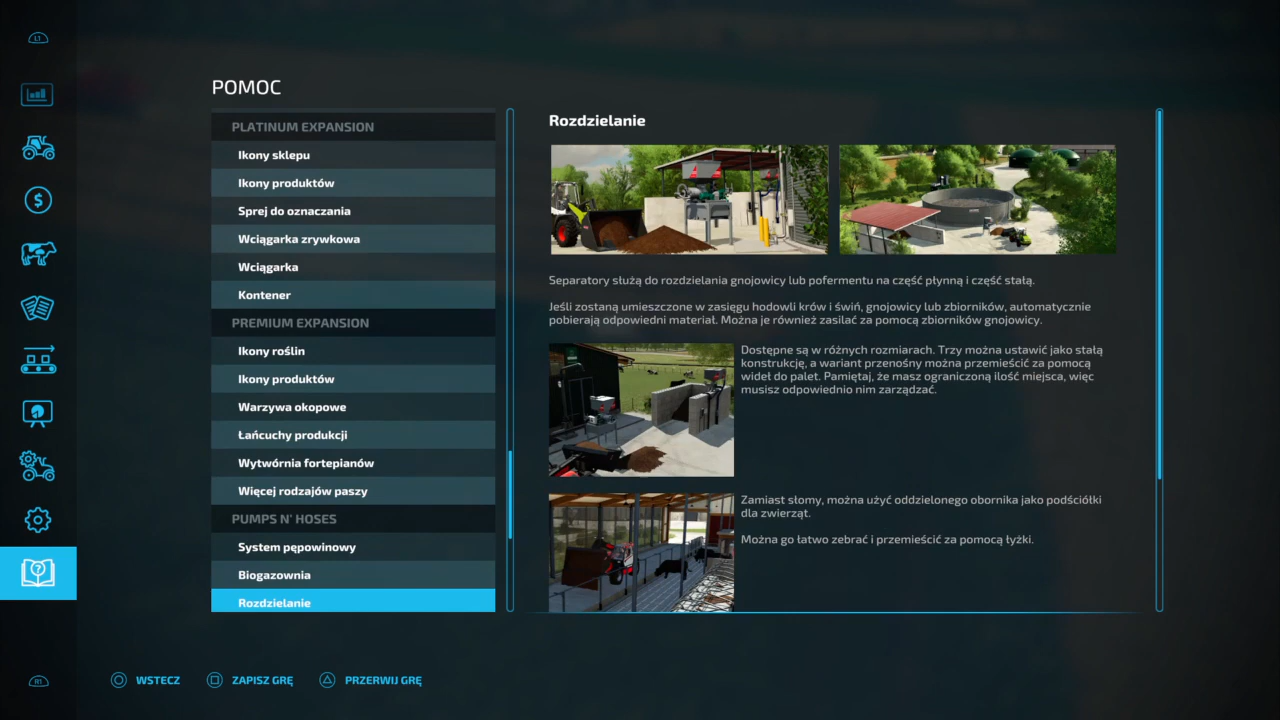 L1
POMOC
PLATINUM EXPANSION
Ikony sklepu
Ikony produktów
Sprej do oznaczania
Wciągarka zrywkowa
Wciągarka
Kontener
PREMIUM EXPANSION
Ikony roślin
Ikony produktów
Warzywa okopowe
Łańcuchy produkcji
Wytwórnia fortepianów
Więcej rodzajów paszy
PUMPS N' HOSES
System pępowinowy
Biogazownia
Rozdzielanie
Rozdzielanie
Separatory służą do rozdzielania gnojowicy lub pofermentu na część płynną i część stałą.
Jeśli zostaną umieszczone w zasięgu hodowli krów i świń, gnojowicy lub zbiorników, automatycznie
pobierają odpowiedni materiał. Można je również zasilać za pomocą zbiorników gnojowicy.
Dostępne są w różnych rozmiarach. Trzy można ustawić jako stałą
konstrukcję, a wariant przenośny można przemieścić za pomocą
wideł do palet. Pamiętaj, że masz ograniczoną ilość miejsca, więc
musisz odpowiednio nim zarządzać.
Zamiast słomy, można użyć oddzielonego obornika jako podściółki
dla zwierząt.
Można go łatwo zebrać i przemieścić za pomocą łyżki.
R1
WSTECZ
ZAPISZ GRĘ
PRZERWIJ GRĘ